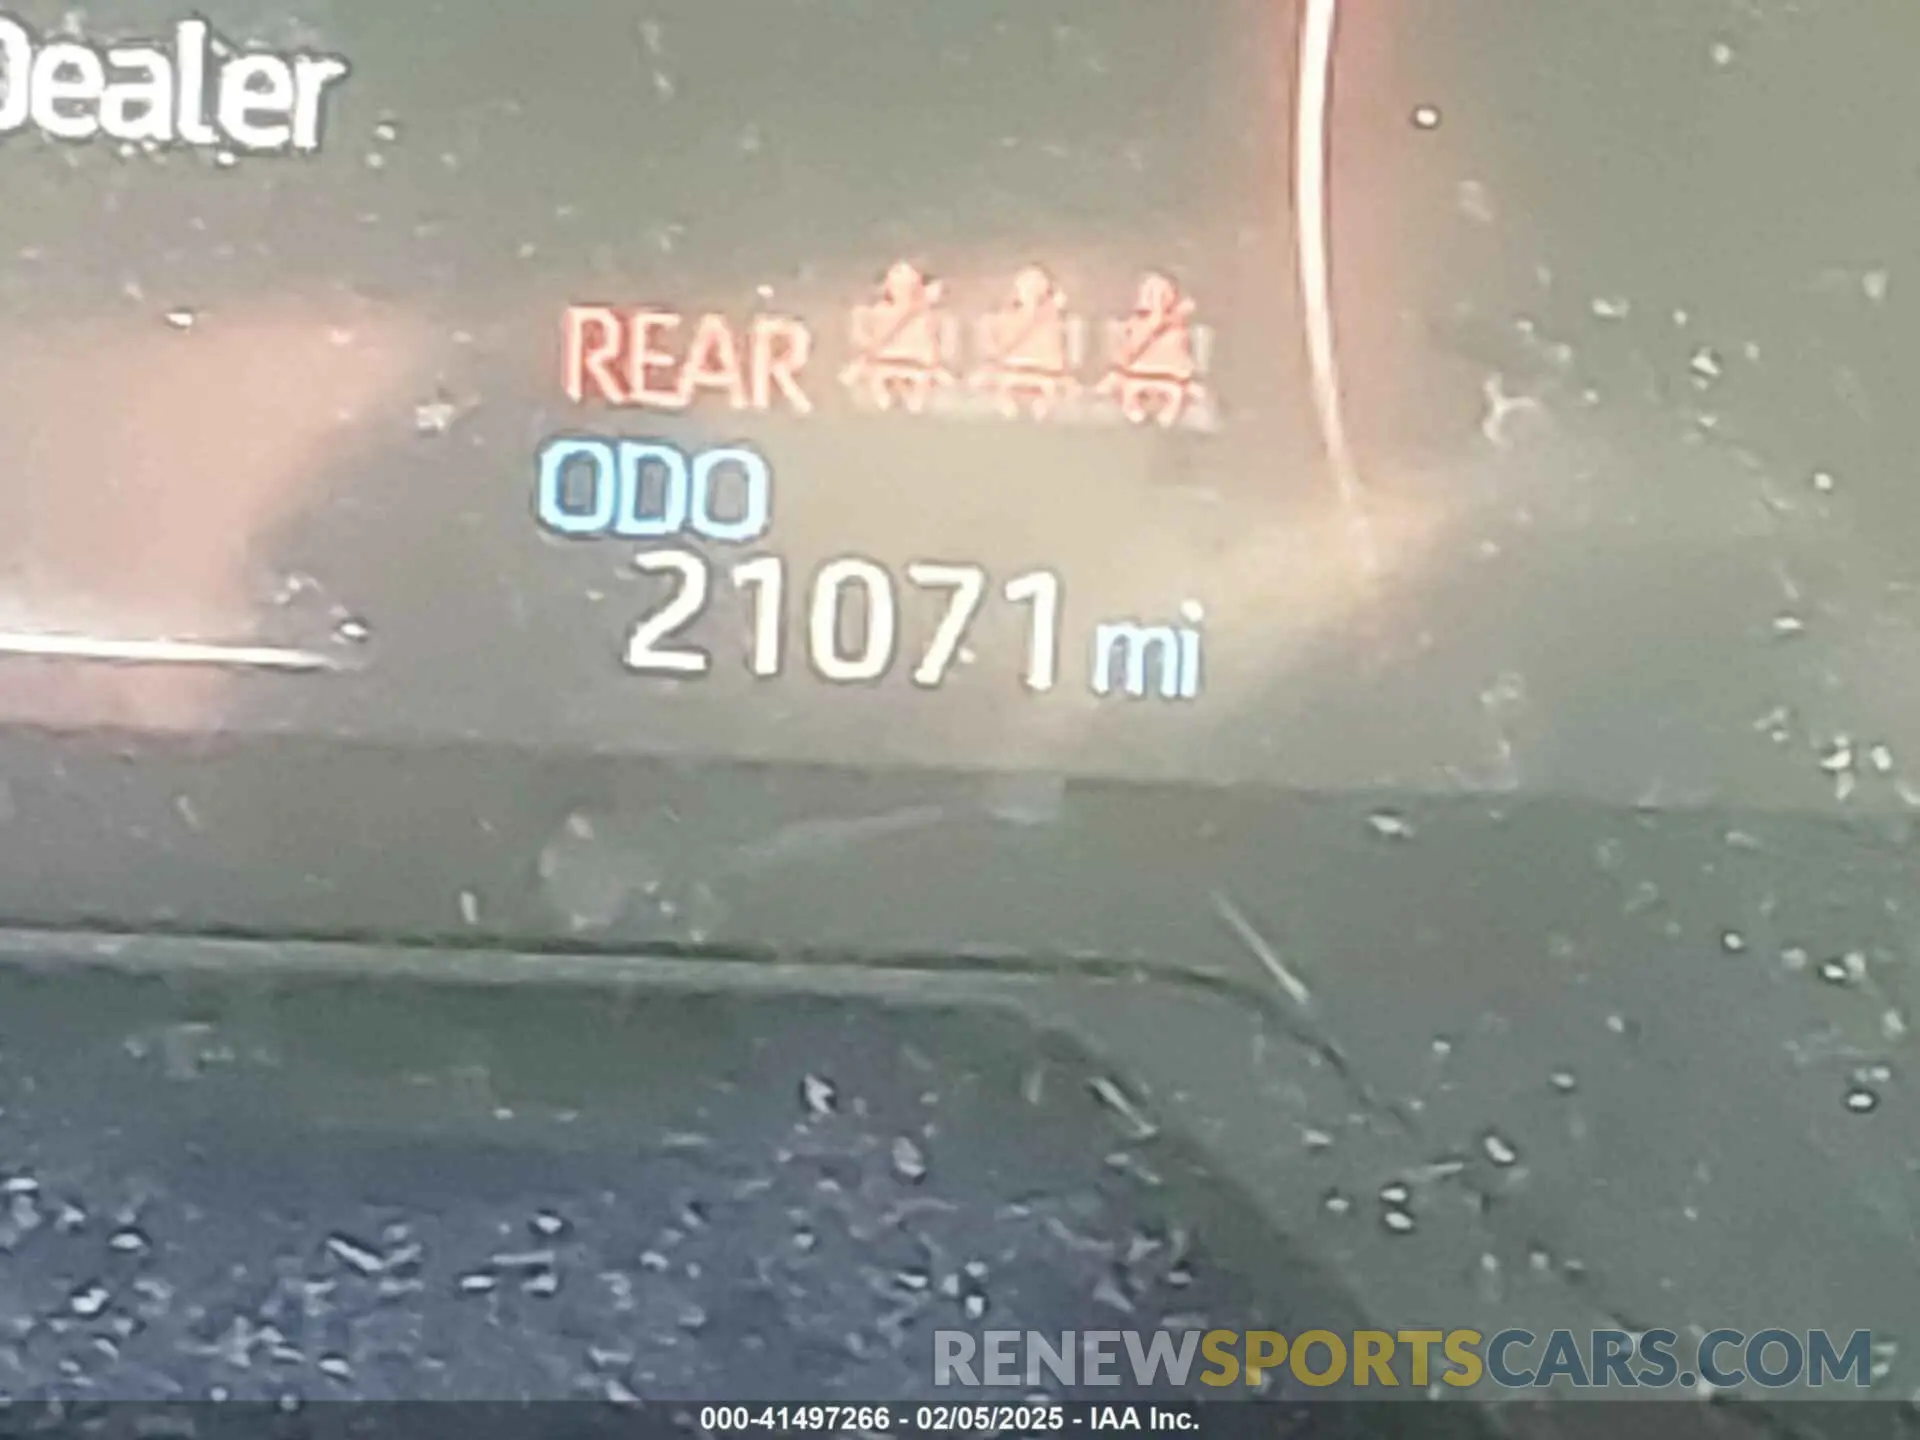 Dealer
REAR
ODO
21071 mi
RENEWSPORTSCARS.COM
000-41497266 - 02/05/2025 - IAA Inc.